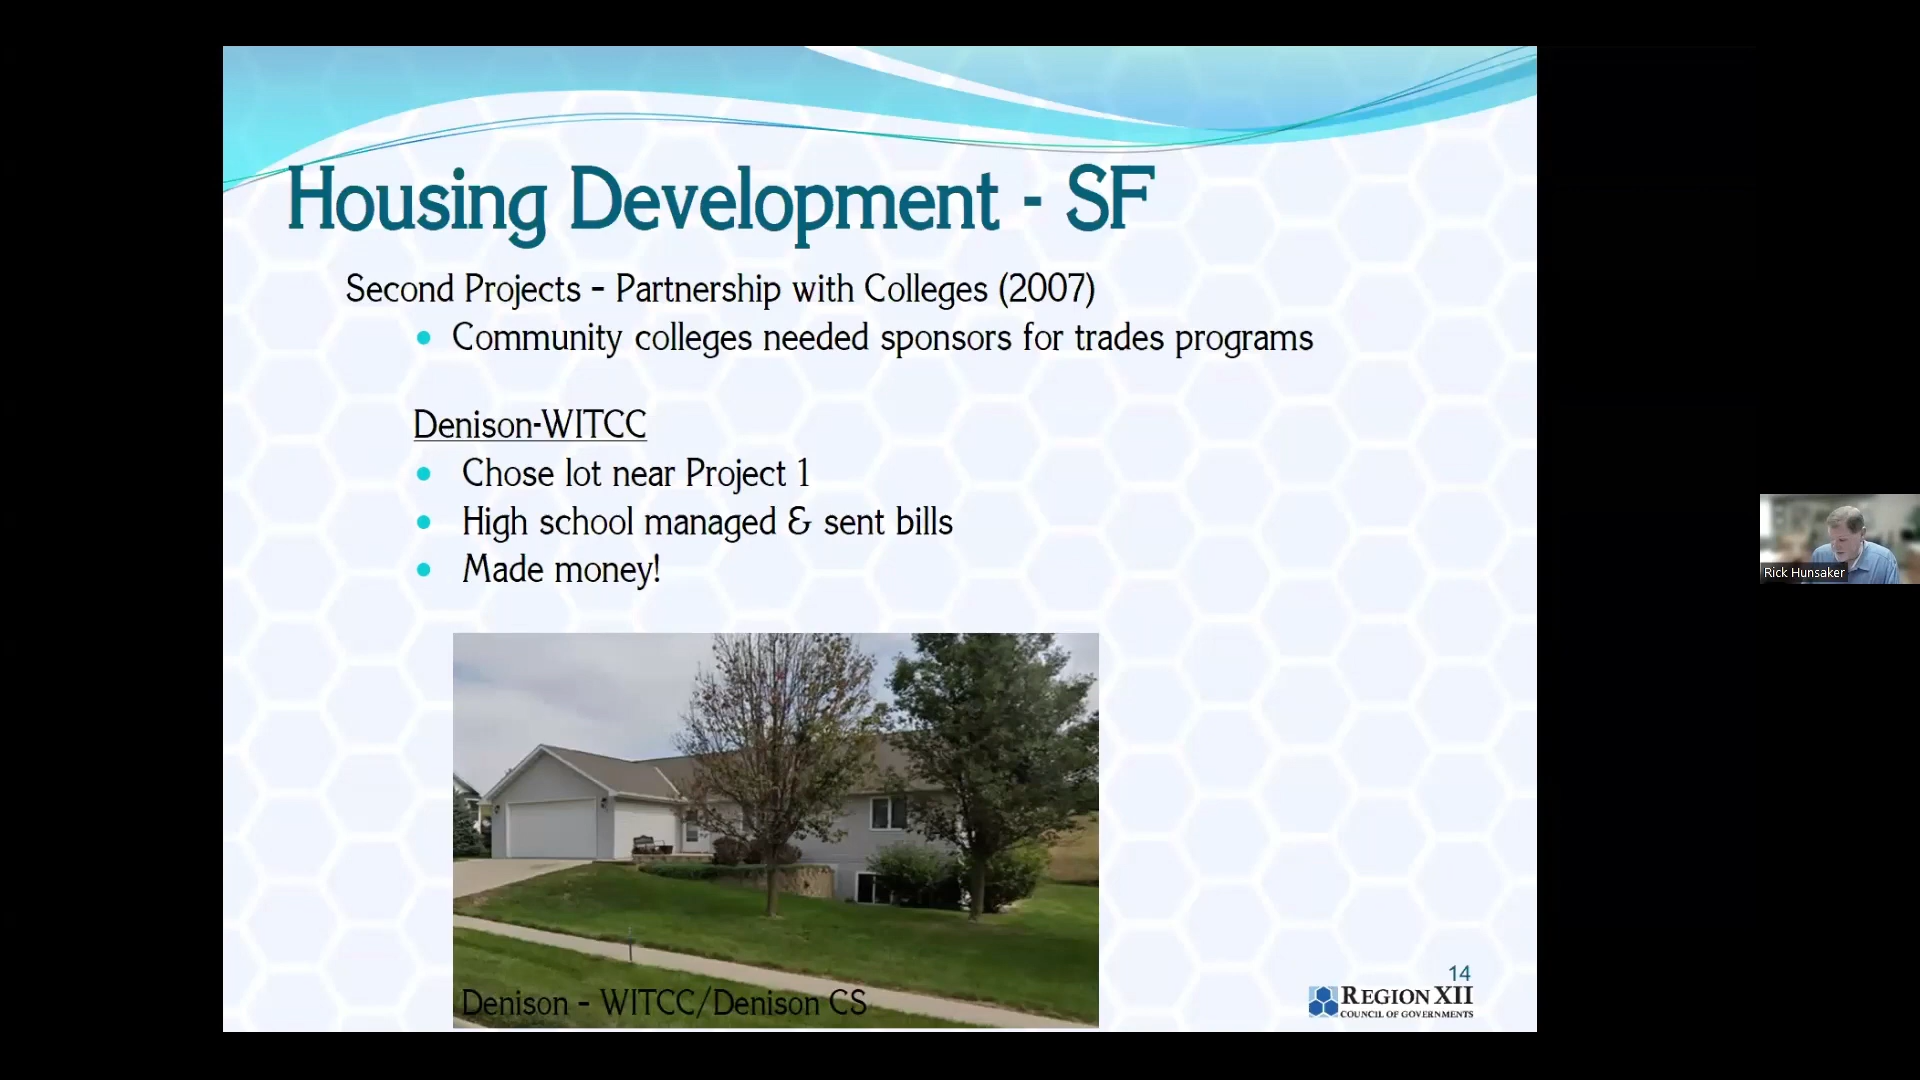 Housing Development - SF
Second Projects – Partnership with Colleges (2007)
Community colleges needed sponsors for trades programs
Denison-WITCC
Chose lot near Project 1
High school managed & sent bills
Made money!
Denison – WITCC/Denison CS
14
REGION XII
COUNCIL OF GOVERNMENTS
Rick Hunsaker